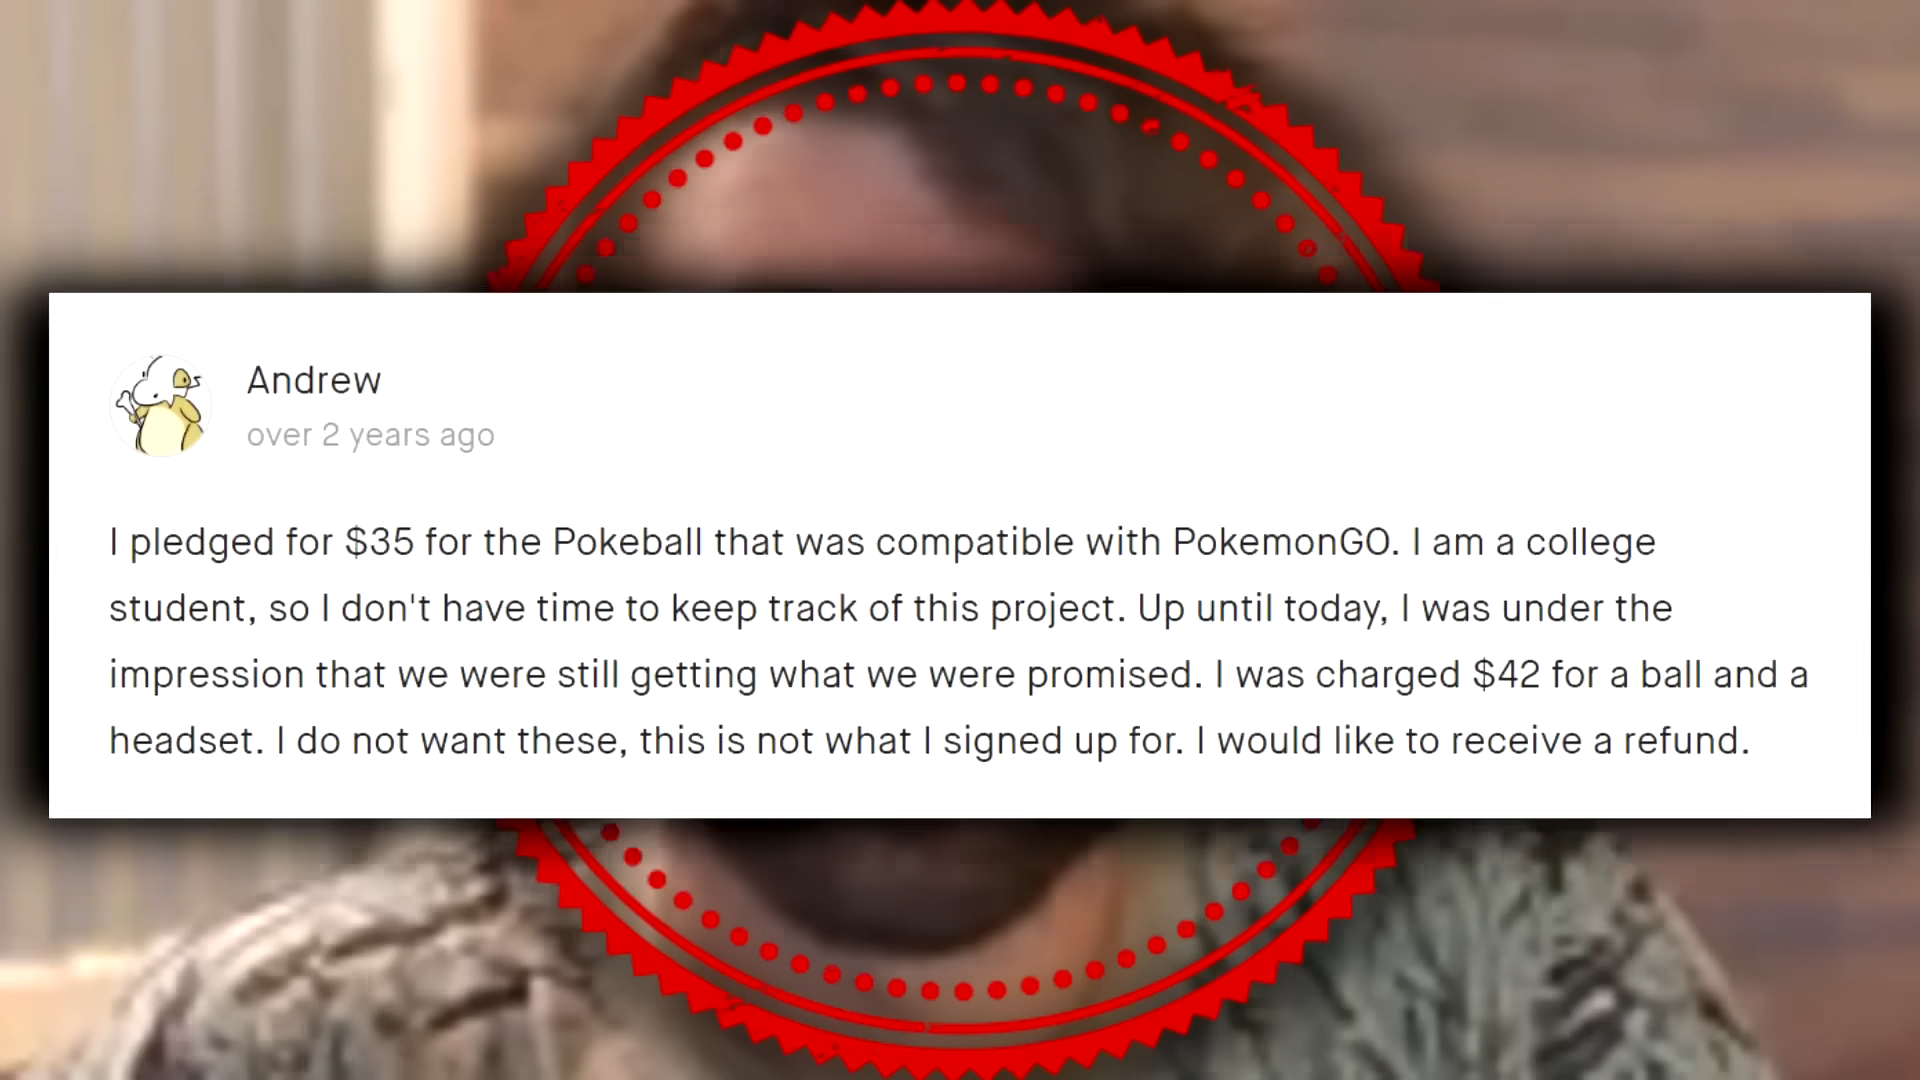 Andrew
over 2 years ago
I pledged for $35 for the Pokeball that was compatible with PokemonGO. I am a college
student, so I don't have time to keep track of this project. Up until today, I was under the
impression that we were still getting what we were promised. I was charged $42 for a ball and a
headset. I do not want these, this is not what I signed up for. I would like to receive a refund.